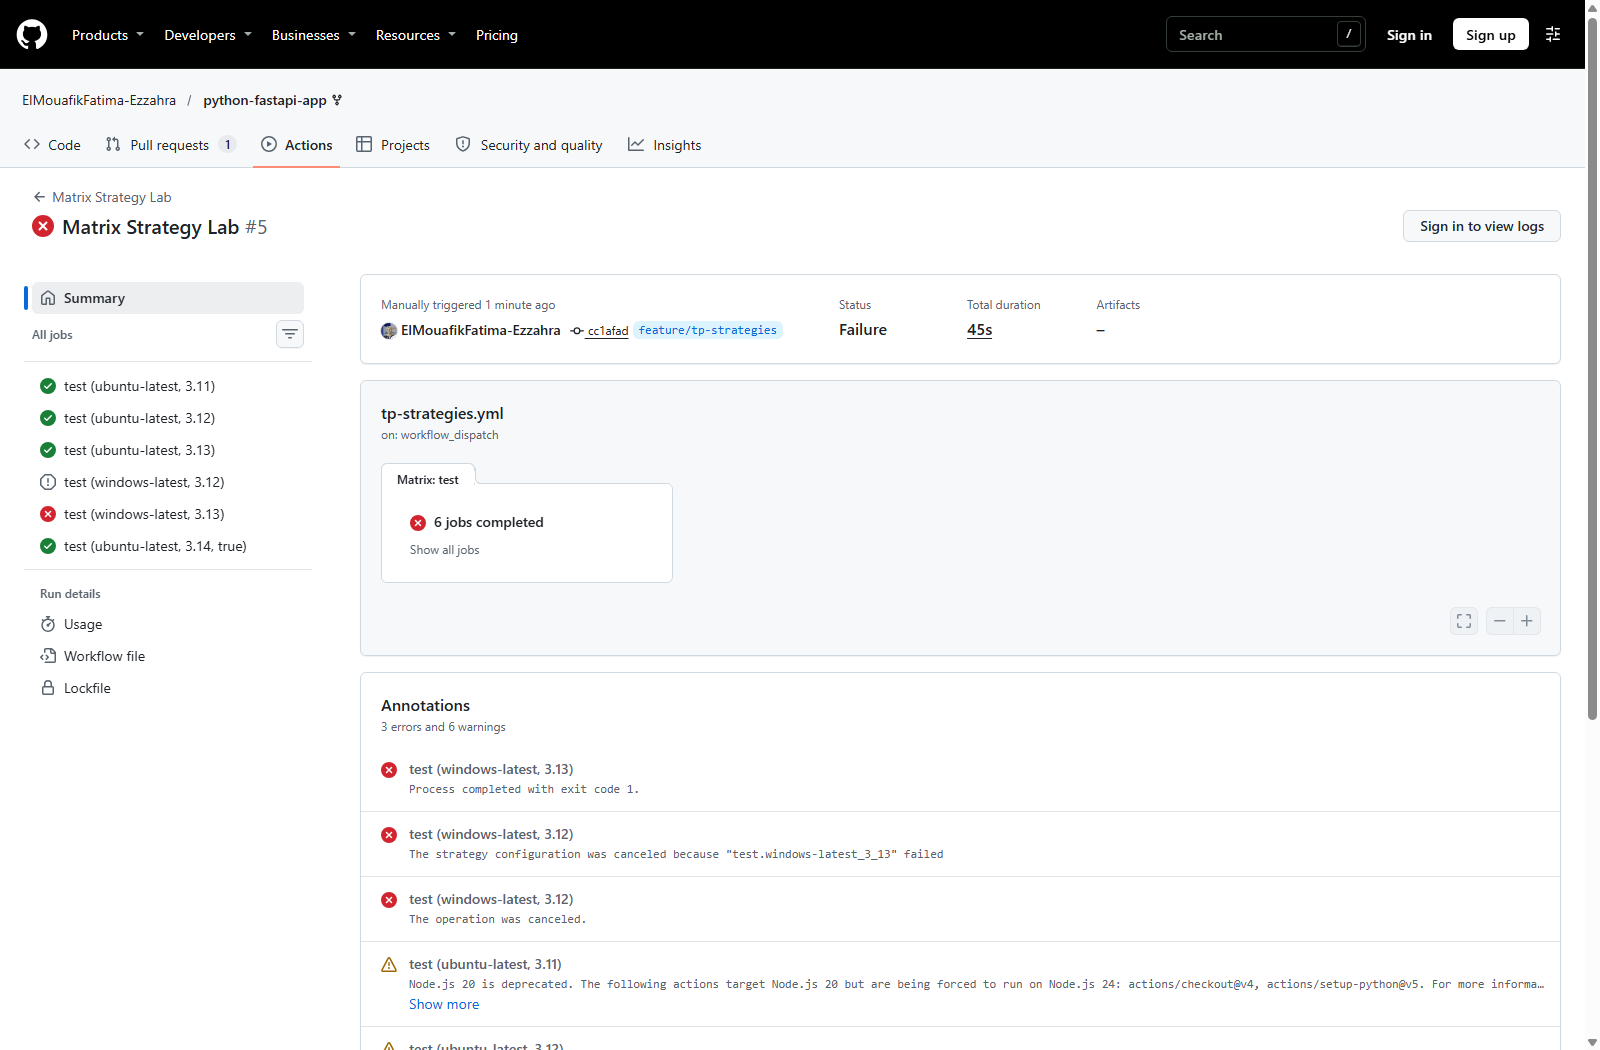 Products Developers Businesses Resources Pricing Search / Sign in Sign up
ElMouafikFatima-Ezzahra / python-fastapi-app
Code Pull requests 1 Actions Projects Security and quality Insights
Matrix Strategy Lab
Matrix Strategy Lab #5
Sign in to view logs
Summary
All jobs
test (ubuntu-latest, 3.11)
test (ubuntu-latest, 3.12)
test (ubuntu-latest, 3.13)
test (windows-latest, 3.12)
test (windows-latest, 3.13)
test (ubuntu-latest, 3.14, true)
Run details
Usage
Workflow file
Lockfile
Manually triggered 1 minute ago
ElMouafikFatima-Ezzahra cc1afad feature/tp-strategies
Status
Failure
Total duration
45s
Artifacts
–
tp-strategies.yml
on: workflow_dispatch
Matrix: test
6 jobs completed
Show all jobs
Annotations
3 errors and 6 warnings
test (windows-latest, 3.13)
Process completed with exit code 1.
test (windows-latest, 3.12)
The strategy configuration was canceled because "test.windows-latest_3_13" failed
test (windows-latest, 3.12)
The operation was canceled.
test (ubuntu-latest, 3.11)
Node.js 20 is deprecated. The following actions target Node.js 20 but are being forced to run on Node.js 24: actions/checkout@v4, actions/setup-python@v5. For more informa…
Show more
test (ubuntu-latest, 3.12)